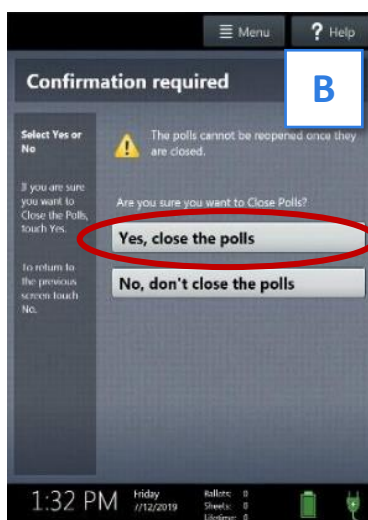 Menu
? Help
Confirmation required
B
Select Yes or
No
If you are sure
you want to
Close the Polls,
touch Yes.
To return to
the previous
screen touch
No.
The polls cannot be reopened once they
are closed.
Are you sure you want to Close Polls?
Yes, close the polls
No, don't close the polls
1:32 PM
Friday
7/12/2019
Ballots: 0
Sheets: 0
Lifetime: 0